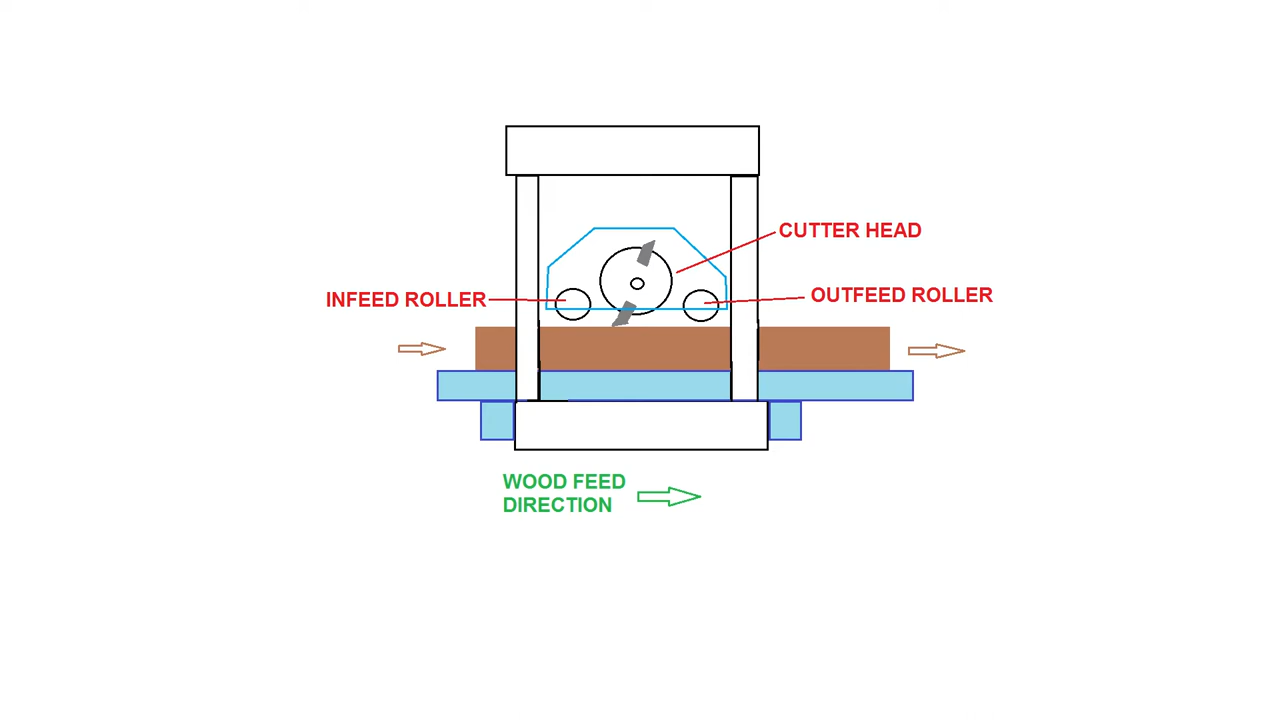 CUTTER HEAD
INFEED ROLLER
OUTFEED ROLLER
WOOD FEED
DIRECTION